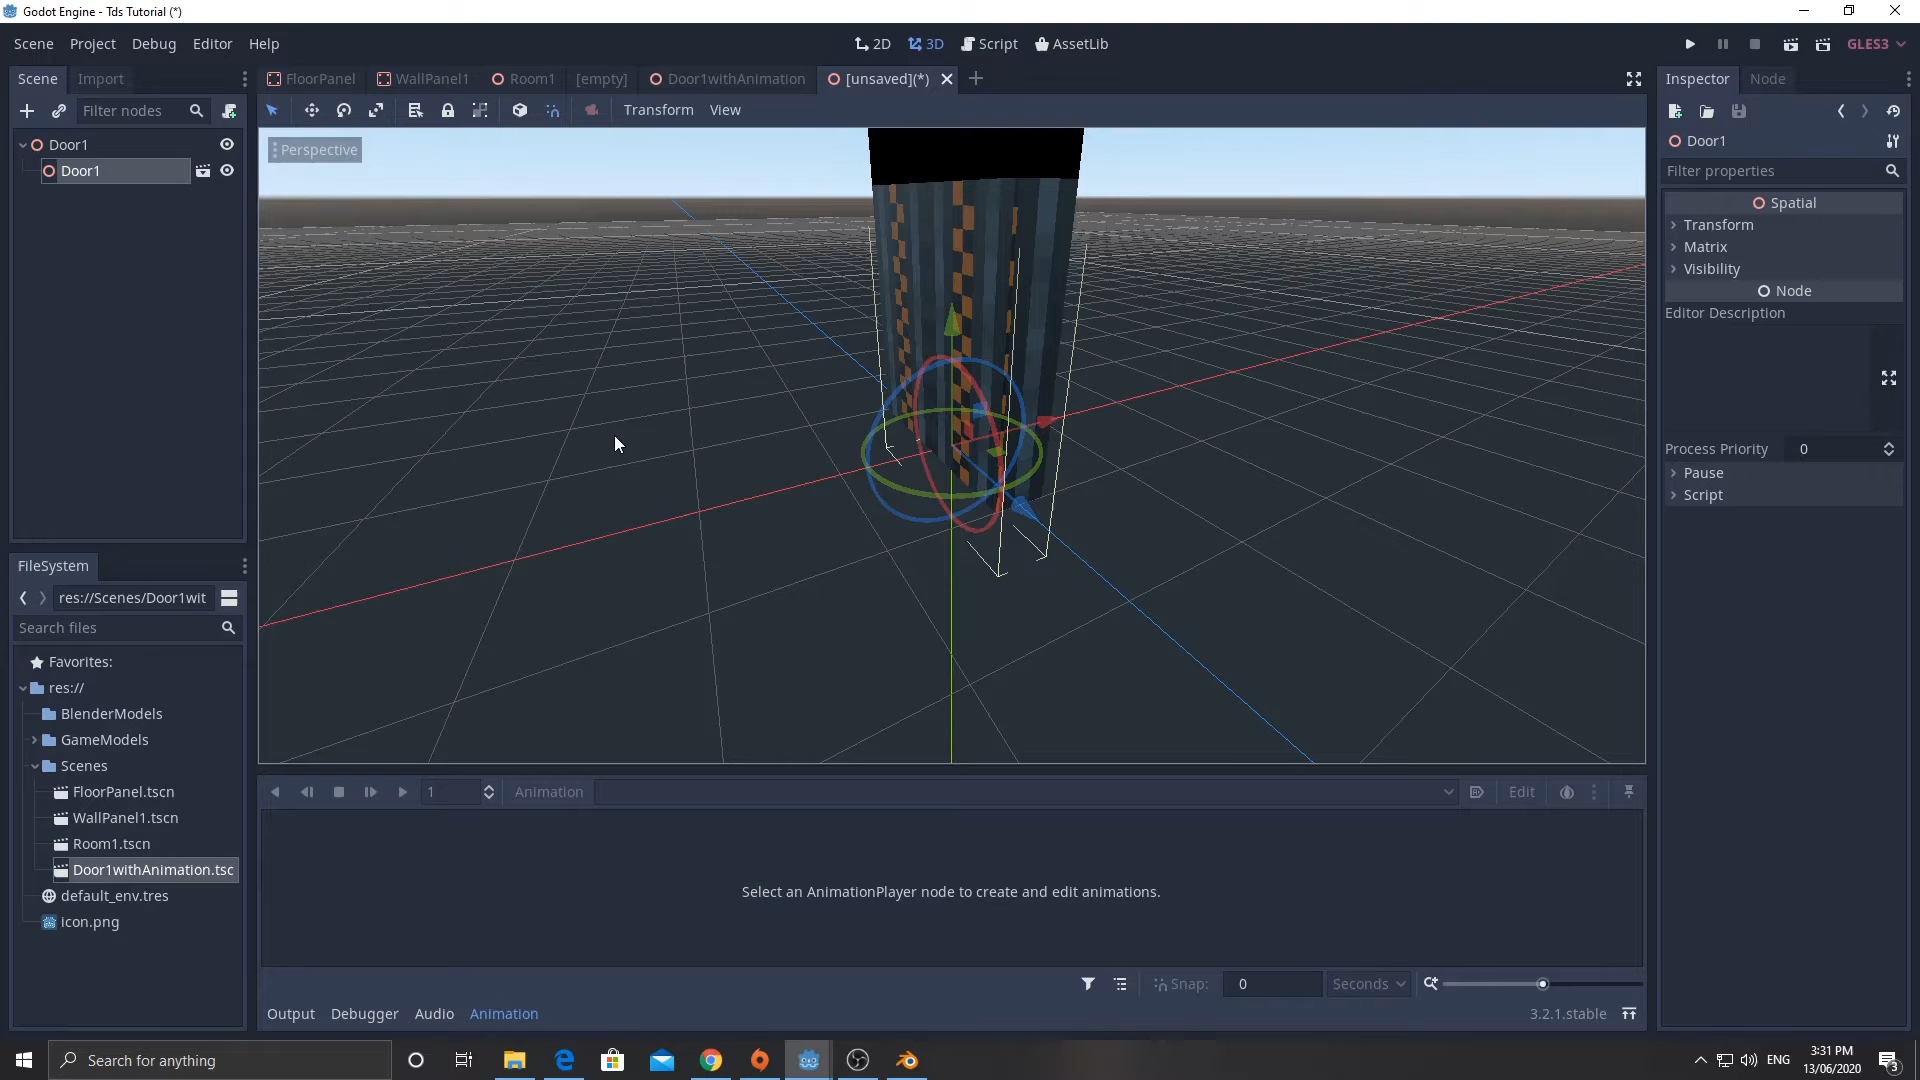 Godot Engine - Tds Tutorial (*)
Scene Project Debug Editor Help
2D 3D Script AssetLib
GLES3
Scene Import
FloorPanel WallPanel1 Room1 [empty] Door1withAnimation [unsaved](*)
Inspector Node
Filter nodes
Transform View
Door1
Door1
Perspective
Door1
Filter properties
Spatial
Transform
Matrix
Visibility
Node
Editor Description
Process Priority 0
Pause
Script
FileSystem
res://Scenes/Door1wit
Search files
Favorites:
res://
BlenderModels
GameModels
Scenes
FloorPanel.tscn
WallPanel1.tscn
Room1.tscn
Door1withAnimation.tsc
default_env.tres
icon.png
1 Animation Edit
Select an AnimationPlayer node to create and edit animations.
Snap: 0 Seconds
Output Debugger Audio Animation
3.2.1.stable
Search for anything
ENG
3:31 PM
13/06/2020
3